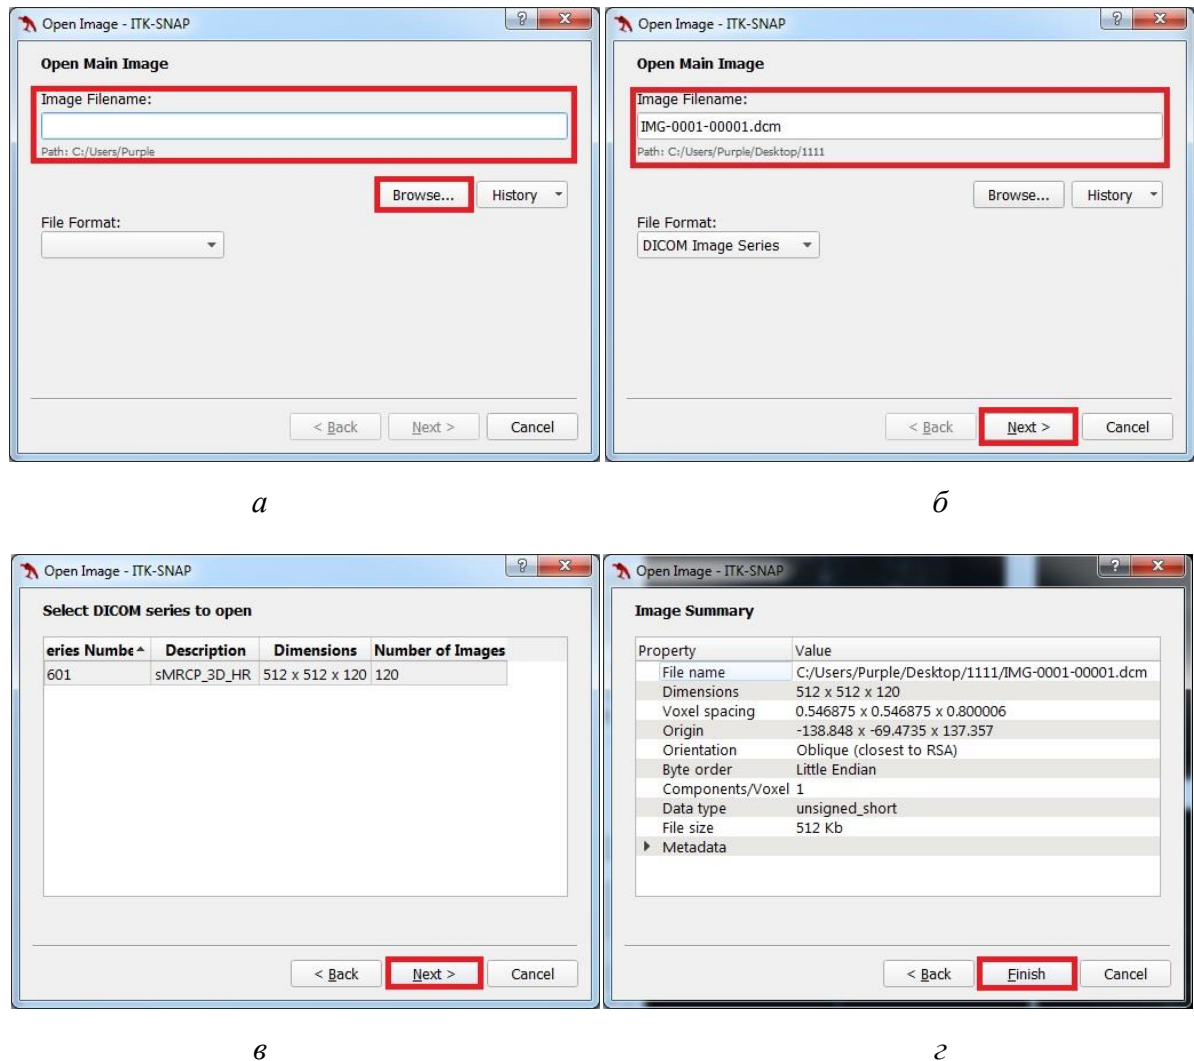 Open Image - ITK-SNAP
Open Main Image
Image Filename:
Path: C:/Users/Purple
Browse... History
File Format:
< Back Next > Cancel
а
Open Image - ITK-SNAP
Open Main Image
Image Filename:
IMG-0001-00001.dcm
Path: C:/Users/Purple/Desktop/1111
Browse... History
File Format:
DICOM Image Series
< Back Next > Cancel
б
Open Image - ITK-SNAP
Select DICOM series to open
eries Numbe Description Dimensions Number of Images
601 sMRCP_3D_HR 512 x 512 x 120 120
< Back Next > Cancel
в
Open Image - ITK-SNAP
Image Summary
Property Value
File name C:/Users/Purple/Desktop/1111/IMG-0001-00001.dcm
Dimensions 512 x 512 x 120
Voxel spacing 0.546875 x 0.546875 x 0.800006
Origin -138.848 x -69.4735 x 137.357
Orientation Oblique (closest to RSA)
Byte order Little Endian
Components/Voxel 1
Data type unsigned_short
File size 512 Kb
Metadata
< Back Finish Cancel
г